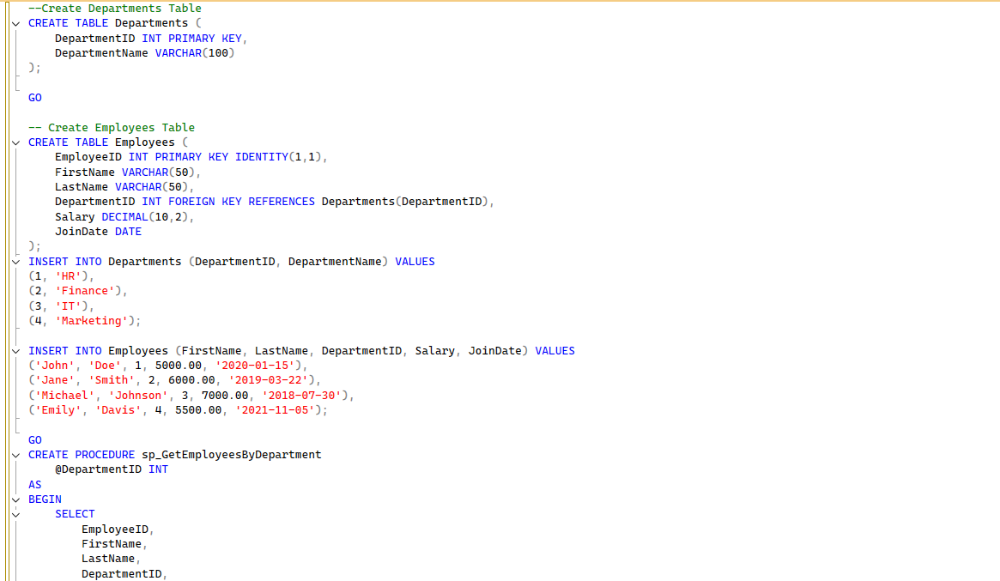 --Create Departments Table
CREATE TABLE Departments (
    DepartmentID INT PRIMARY KEY,
    DepartmentName VARCHAR(100)
);

GO

-- Create Employees Table
CREATE TABLE Employees (
    EmployeeID INT PRIMARY KEY IDENTITY(1,1),
    FirstName VARCHAR(50),
    LastName VARCHAR(50),
    DepartmentID INT FOREIGN KEY REFERENCES Departments(DepartmentID),
    Salary DECIMAL(10,2),
    JoinDate DATE
);
INSERT INTO Departments (DepartmentID, DepartmentName) VALUES
(1, 'HR'),
(2, 'Finance'),
(3, 'IT'),
(4, 'Marketing');

INSERT INTO Employees (FirstName, LastName, DepartmentID, Salary, JoinDate) VALUES
('John', 'Doe', 1, 5000.00, '2020-01-15'),
('Jane', 'Smith', 2, 6000.00, '2019-03-22'),
('Michael', 'Johnson', 3, 7000.00, '2018-07-30'),
('Emily', 'Davis', 4, 5500.00, '2021-11-05');

GO
CREATE PROCEDURE sp_GetEmployeesByDepartment
    @DepartmentID INT
AS
BEGIN
    SELECT
        EmployeeID,
        FirstName,
        LastName,
        DepartmentID,